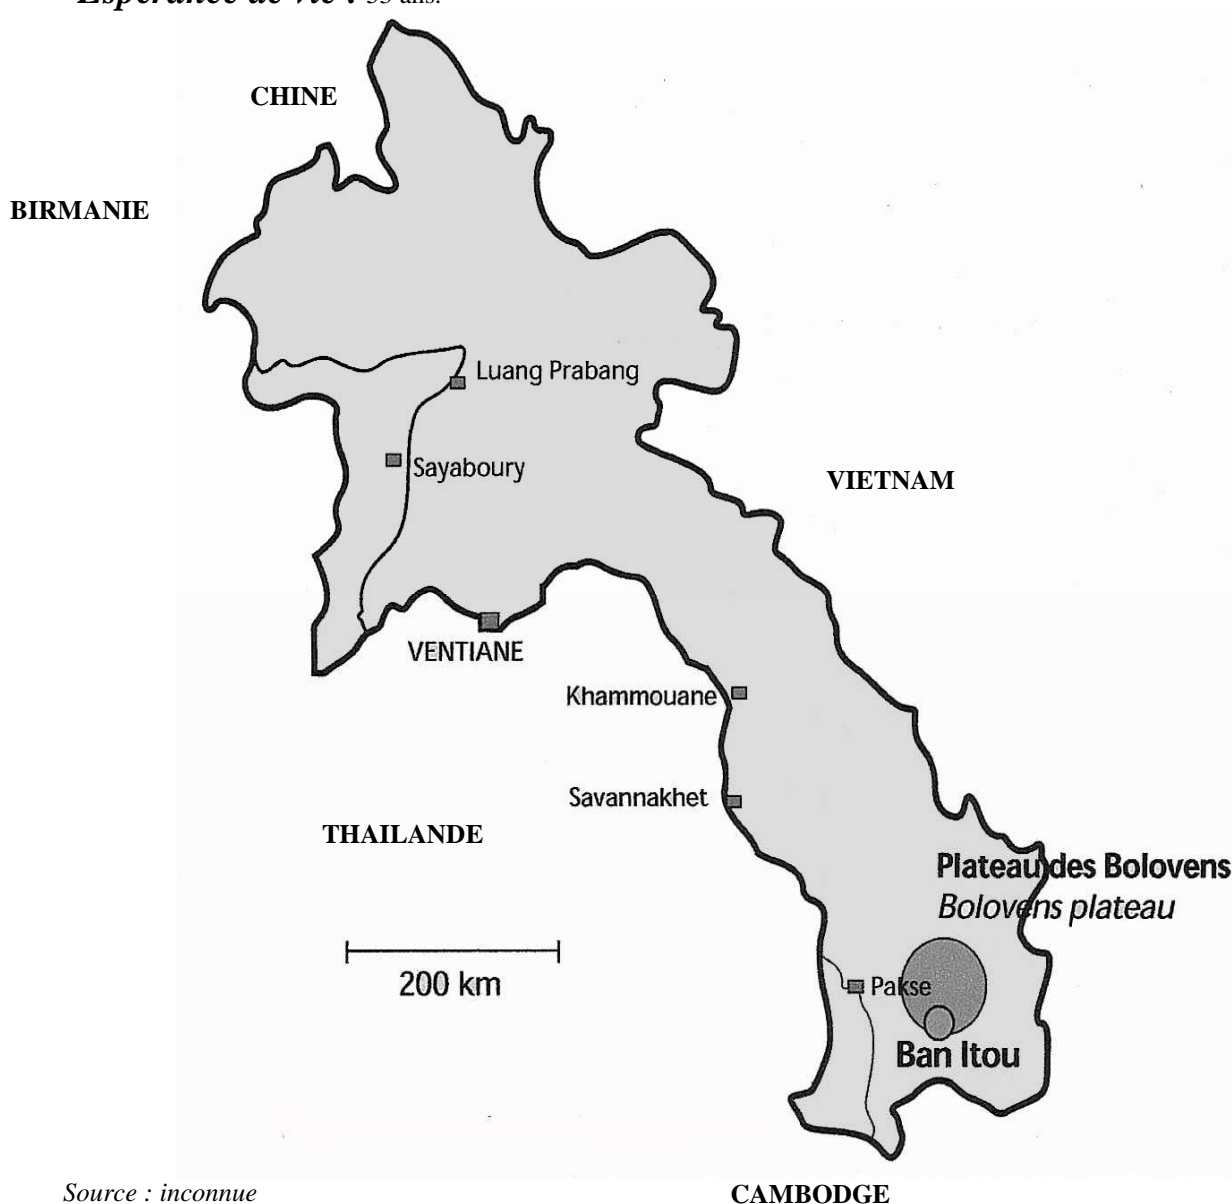 Espérance de vie : 55 ans.
CHINE
BIRMANIE
Luang Prabang
Sayaboury
VIETNAM
VENTIANE
Khammouane
Savannakhet
THAILANDE
Plateau des Bolovens
Bolovens plateau
200 km
Pakse
Ban Itou
Source : inconnue
CAMBODGE